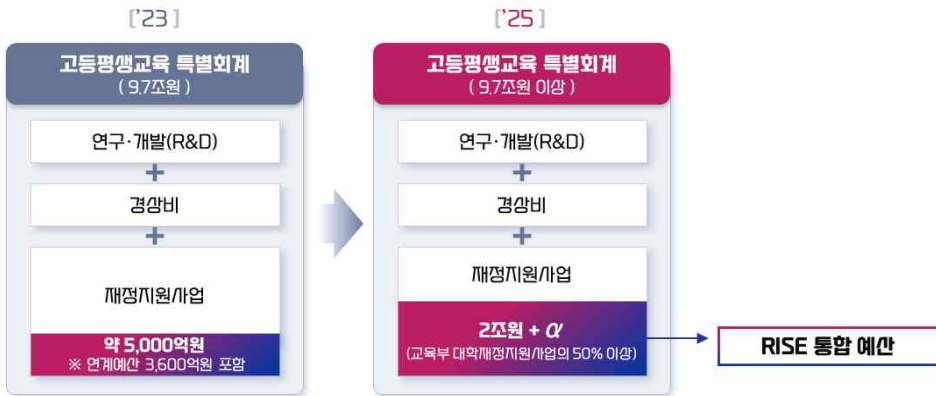 ['23]
고등평생교육 특별회계
( 9.7조원 )
연구·개발(R&D)
+
경상비
+
재정지원사업
약 5,000억원
※ 연계예산 3,600억원 포함
['25]
고등평생교육 특별회계
( 9.7조원 이상 )
연구·개발(R&D)
+
경상비
+
재정지원사업
2조원 + α
(교육부 대학재정지원사업의 50% 이상)
RISE 통합 예산